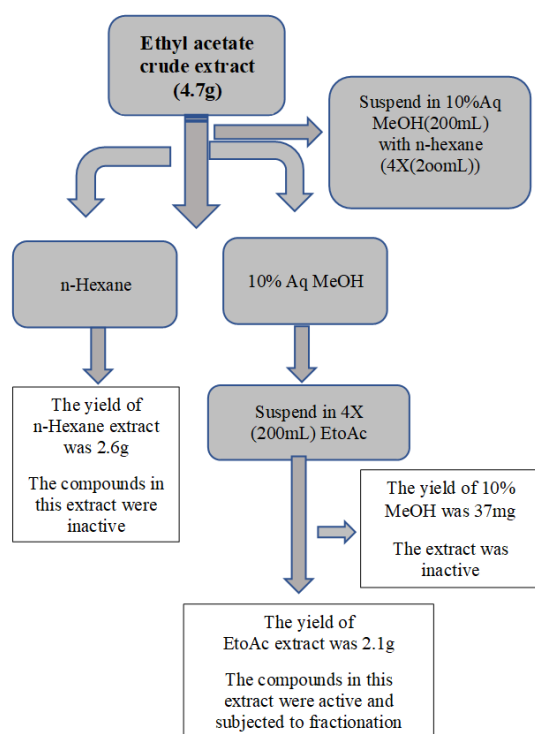 Ethyl acetate
crude extract
(4.7g)
Suspend in 10%Aq
MeOH(200mL)
with n-hexane
(4X(2oomL))
n-Hexane
10% Aq MeOH
The yield of
n-Hexane extract
was 2.6g
The compounds in
this extract were
inactive
Suspend in 4X
(200mL) EtoAc
The yield of 10%
MeOH was 37mg
The extract was
inactive
The yield of
EtoAc extract was 2.1g
The compounds in this
extract were active and
subjected to fractionation